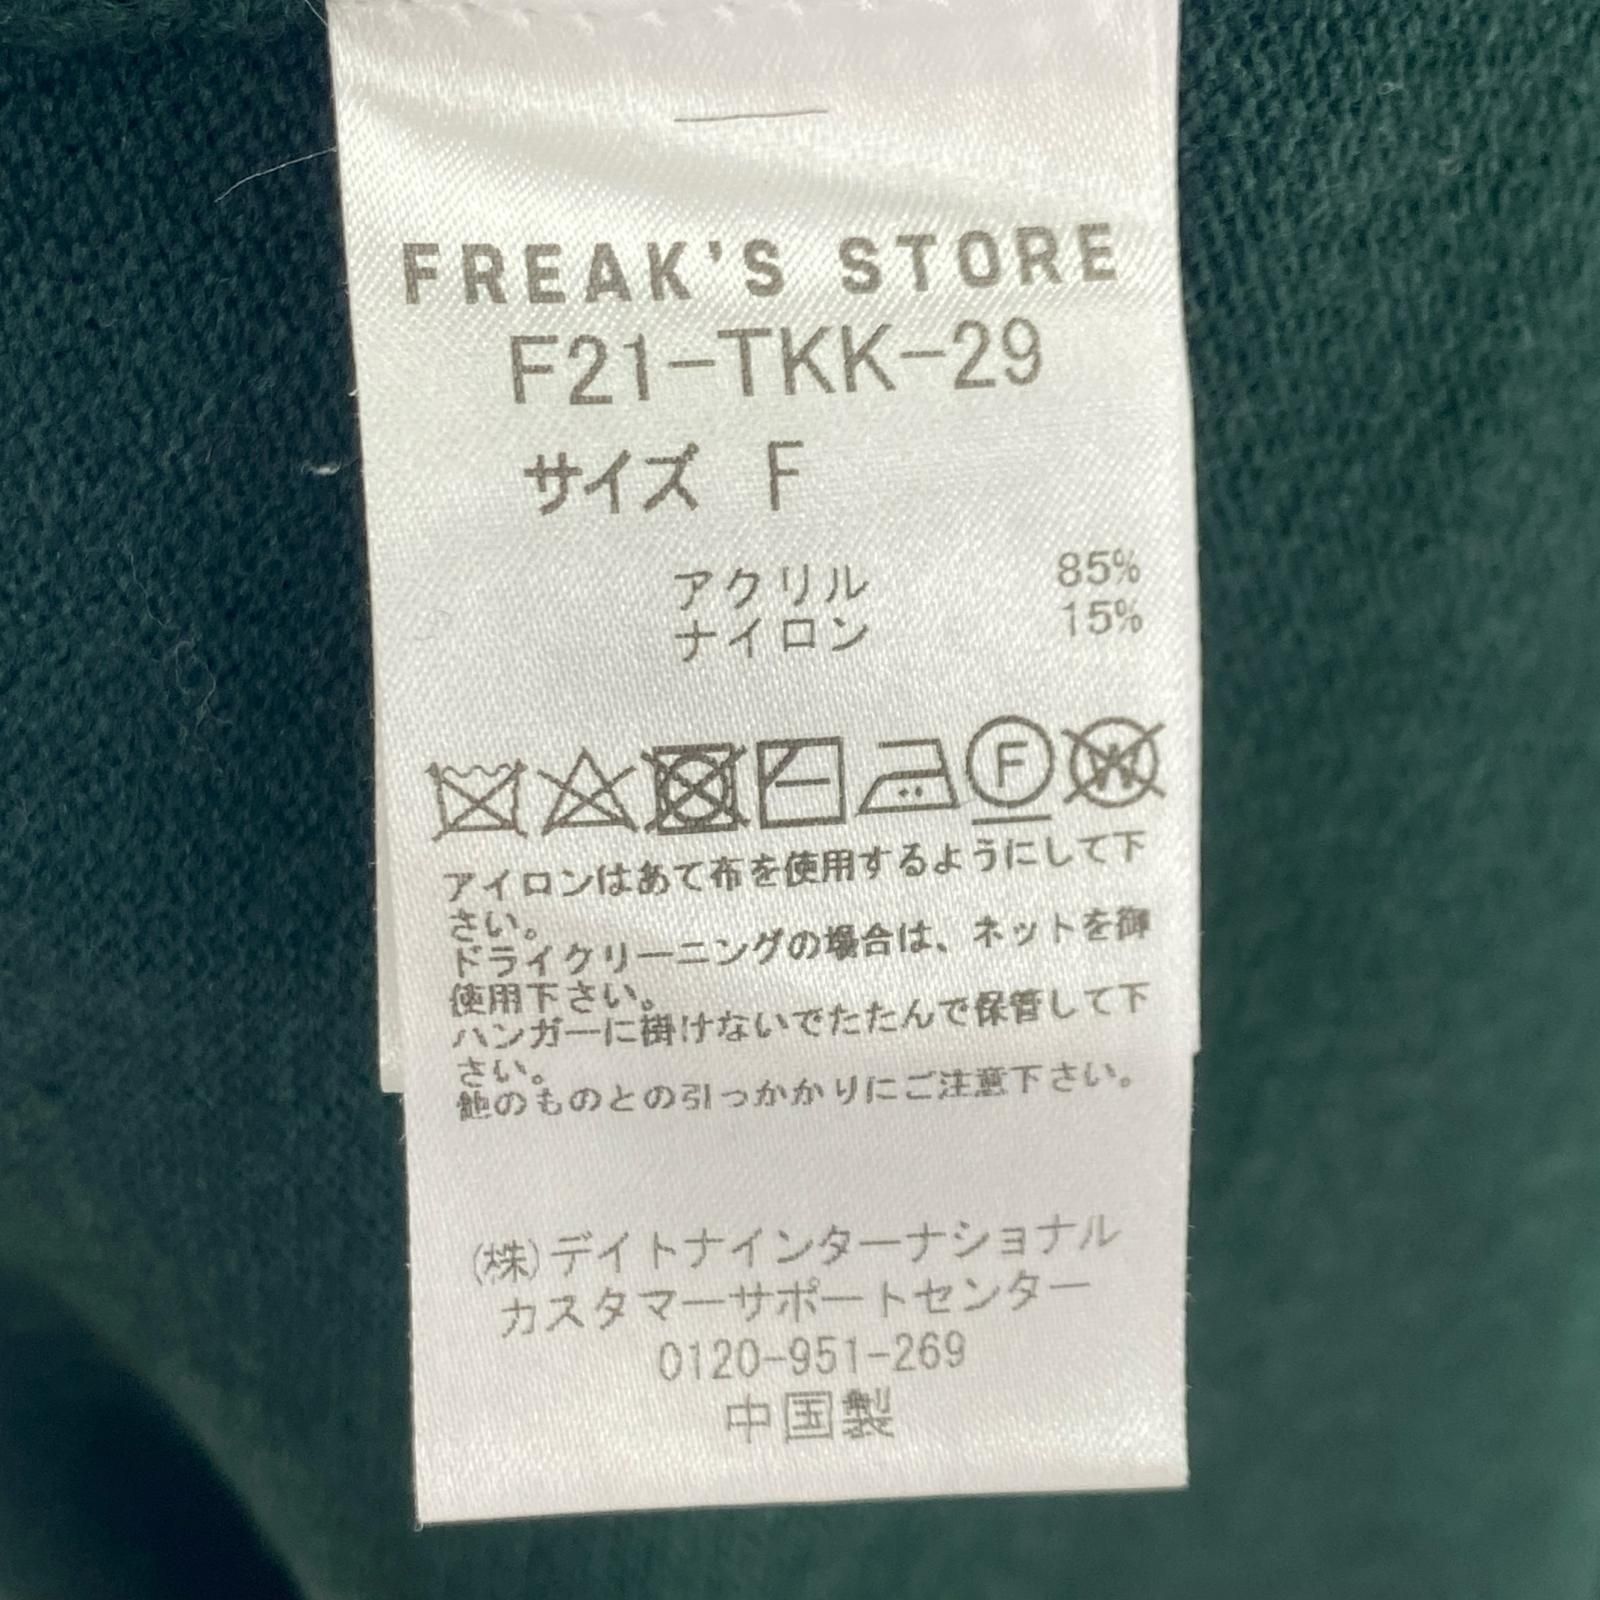 FREAK'S STORE
F21-TKK-29
サイズ F
アクリル 85%
ナイロン 15%
F W
アイロンはあて布を使用するようにして下
さい。
ドライクリーニングの場合は、ネットを御
使用下さい。
ハンガーに掛けないでたたんで保管して下
さい。
他のものとの引っかかりにご注意下さい。
(株)デイトナインターナショナル
カスタマーサポートセンター
0120-951-269
中国製